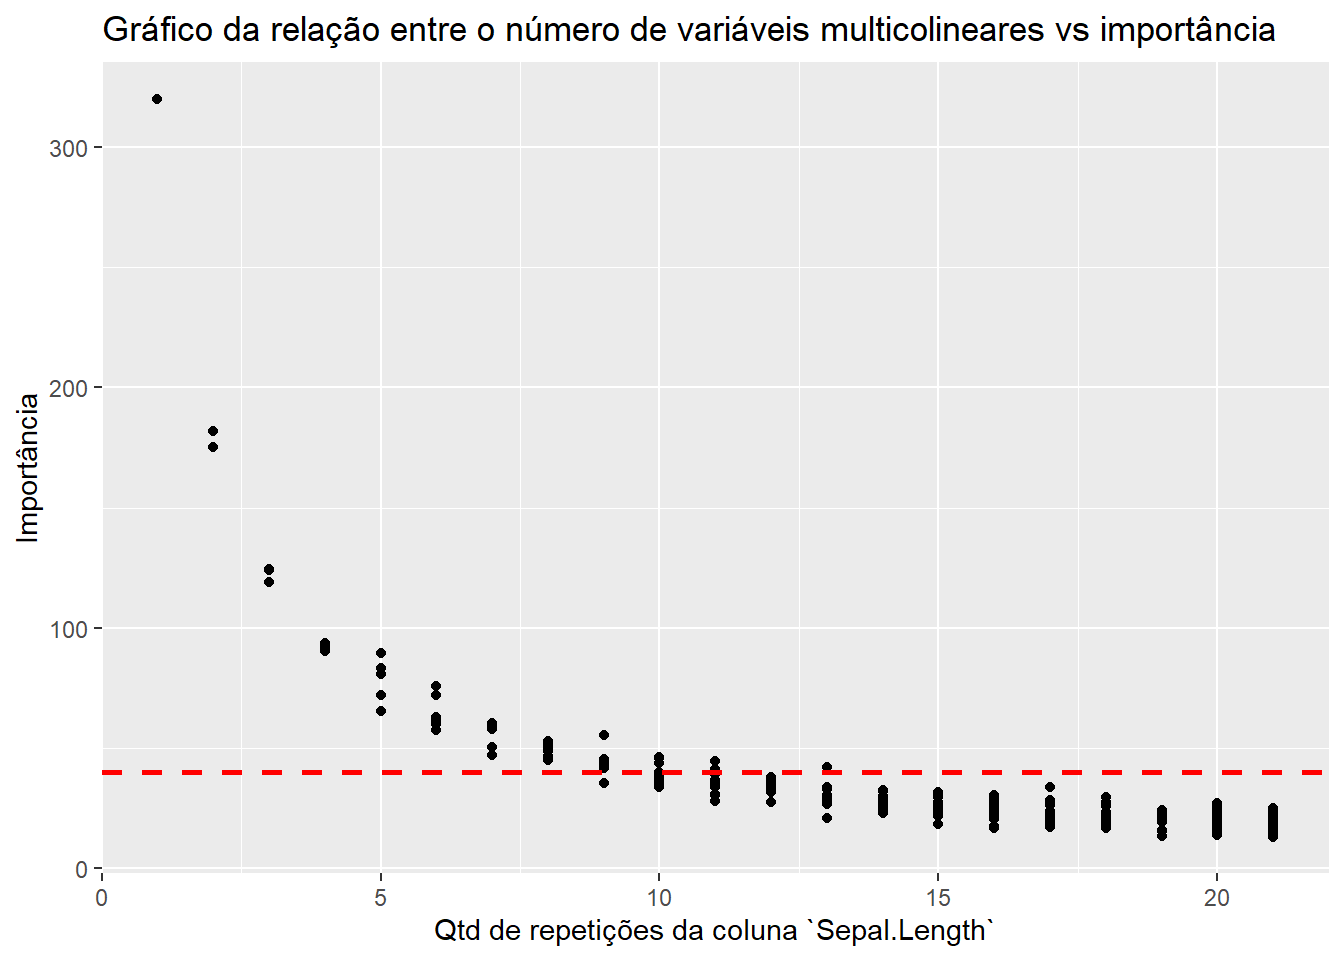 Gráfico da relação entre o número de variáveis multicolineares vs importância
300
200
100
0
Importância
0 5 10 15 20
Qtd de repetições da coluna `Sepal.Length`